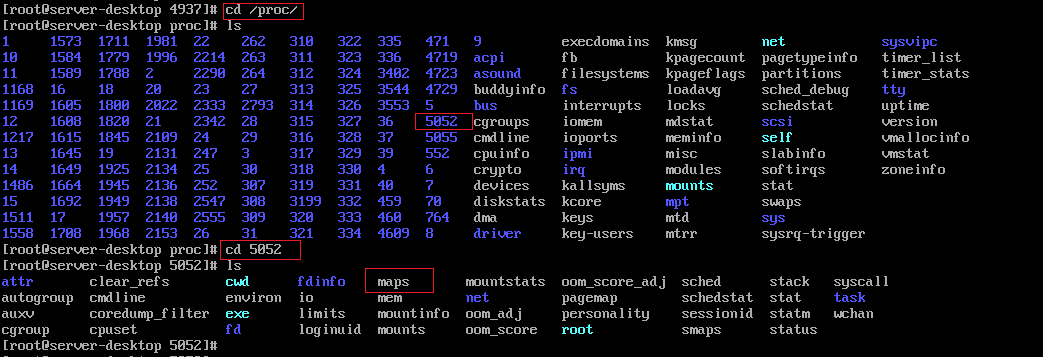 [root@server-desktop 4937]# cd /proc/
[root@server-desktop proc]# ls
1 1573 1711 1981 22 262 310 322 335 471 9 execdomains kmsg net sysvipc
10 1584 1779 1996 2214 263 311 323 336 4719 acpi fb kpagecount pagetypeinfo timer_list
11 1589 1788 2 2290 264 312 324 3402 4723 asound filesystems kpageflags partitions timer_stats
1168 16 18 20 23 27 313 325 3544 4729 buddyinfo fs loadavg sched_debug tty
1169 1605 1800 2022 2333 2793 314 326 3553 5 bus interrupts locks schedstat uptime
12 1608 1820 21 2342 28 315 327 36 5052 cgroups iomem mdstat scsi version
1217 1615 1845 2109 24 29 316 328 37 5055 cmdline ioports meminfo self vmallocinfo
13 1645 19 2131 247 3 317 329 39 552 cpuinfo ipmi misc slabinfo vmstat
14 1649 1925 2134 25 30 318 330 4 6 crypto irq modules softirqs zoneinfo
1486 1664 1945 2136 252 307 319 331 40 7 devices kallsyms mounts stat
15 1692 1949 2138 2547 308 3199 332 459 70 diskstats kcore mpt swaps
1511 17 1957 2140 2555 309 320 333 460 764 dma keys mtd sys
1558 1708 1968 2153 26 31 321 334 4609 8 driver key-users mtrr sysrq-trigger
[root@server-desktop proc]# cd 5052
[root@server-desktop 5052]# ls
attr clear_refs cwd fdinfo maps mountstats oom_score_adj sched stack syscall
autogroup cmdline environ io mem net pagemap schedstat stat task
auxv coredump_filter exe limits mountinfo oom_adj personality sessionid statm wchan
cgroup cpuset fd loginuid mounts oom_score root smaps status
[root@server-desktop 5052]#